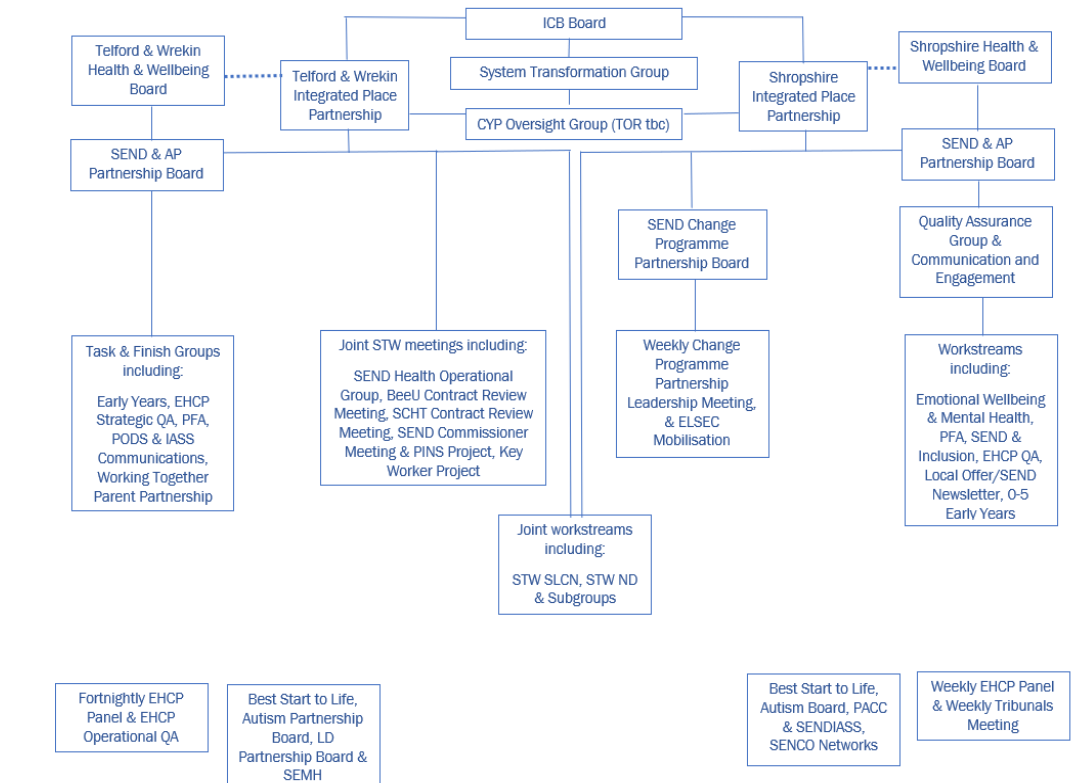 ICB Board
Telford & Wrekin
Health & Wellbeing
Board
Telford & Wrekin
Integrated Place
Partnership
System Transformation Group
CYP Oversight Group (TOR tbc)
Shropshire
Integrated Place
Partnership
Shropshire Health &
Wellbeing Board
SEND & AP
Partnership Board
SEND & AP
Partnership Board
SEND Change
Programme
Partnership Board
Quality Assurance
Group &
Communication and
Engagement
Task & Finish Groups
including:
Early Years, EHCP
Strategic QA, PFA,
PODS & IASS
Communications,
Working Together
Parent Partnership
Joint STW meetings including:
SEND Health Operational
Group, BeeU Contract Review
Meeting, SCHT Contract Review
Meeting, SEND Commissioner
Meeting & PINS Project, Key
Worker Project
Weekly Change
Programme
Partnership
Leadership Meeting,
& ELSEC
Mobilisation
Workstreams
including:
Emotional Wellbeing
& Mental Health,
PFA, SEND &
Inclusion, EHCP QA,
Local Offer/SEND
Newsletter, 0-5
Early Years
Joint workstreams
including:
STW SLCN, STW ND
& Subgroups
Fortnightly EHCP
Panel & EHCP
Operational QA
Best Start to Life,
Autism Partnership
Board, LD
Partnership Board &
SEMH
Best Start to Life,
Autism Board, PACC
& SENDIASS,
SENCO Networks
Weekly EHCP Panel
& Weekly Tribunals
Meeting